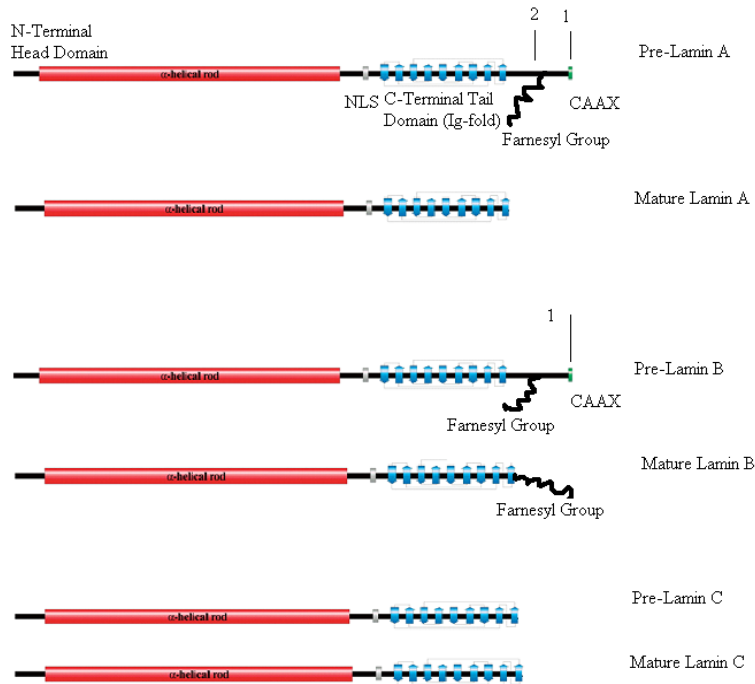 2 1
N-Terminal
Head Domain
Pre-Lamin A
α-helical rod
NLS C-Terminal Tail
Domain (Ig-fold)
CAAX
Farnesyl Group
Mature Lamin A
α-helical rod
1
Pre-Lamin B
α-helical rod
CAAX
Farnesyl Group
Mature Lamin B
α-helical rod
Farnesyl Group
Pre-Lamin C
α-helical rod
Mature Lamin C
α-helical rod